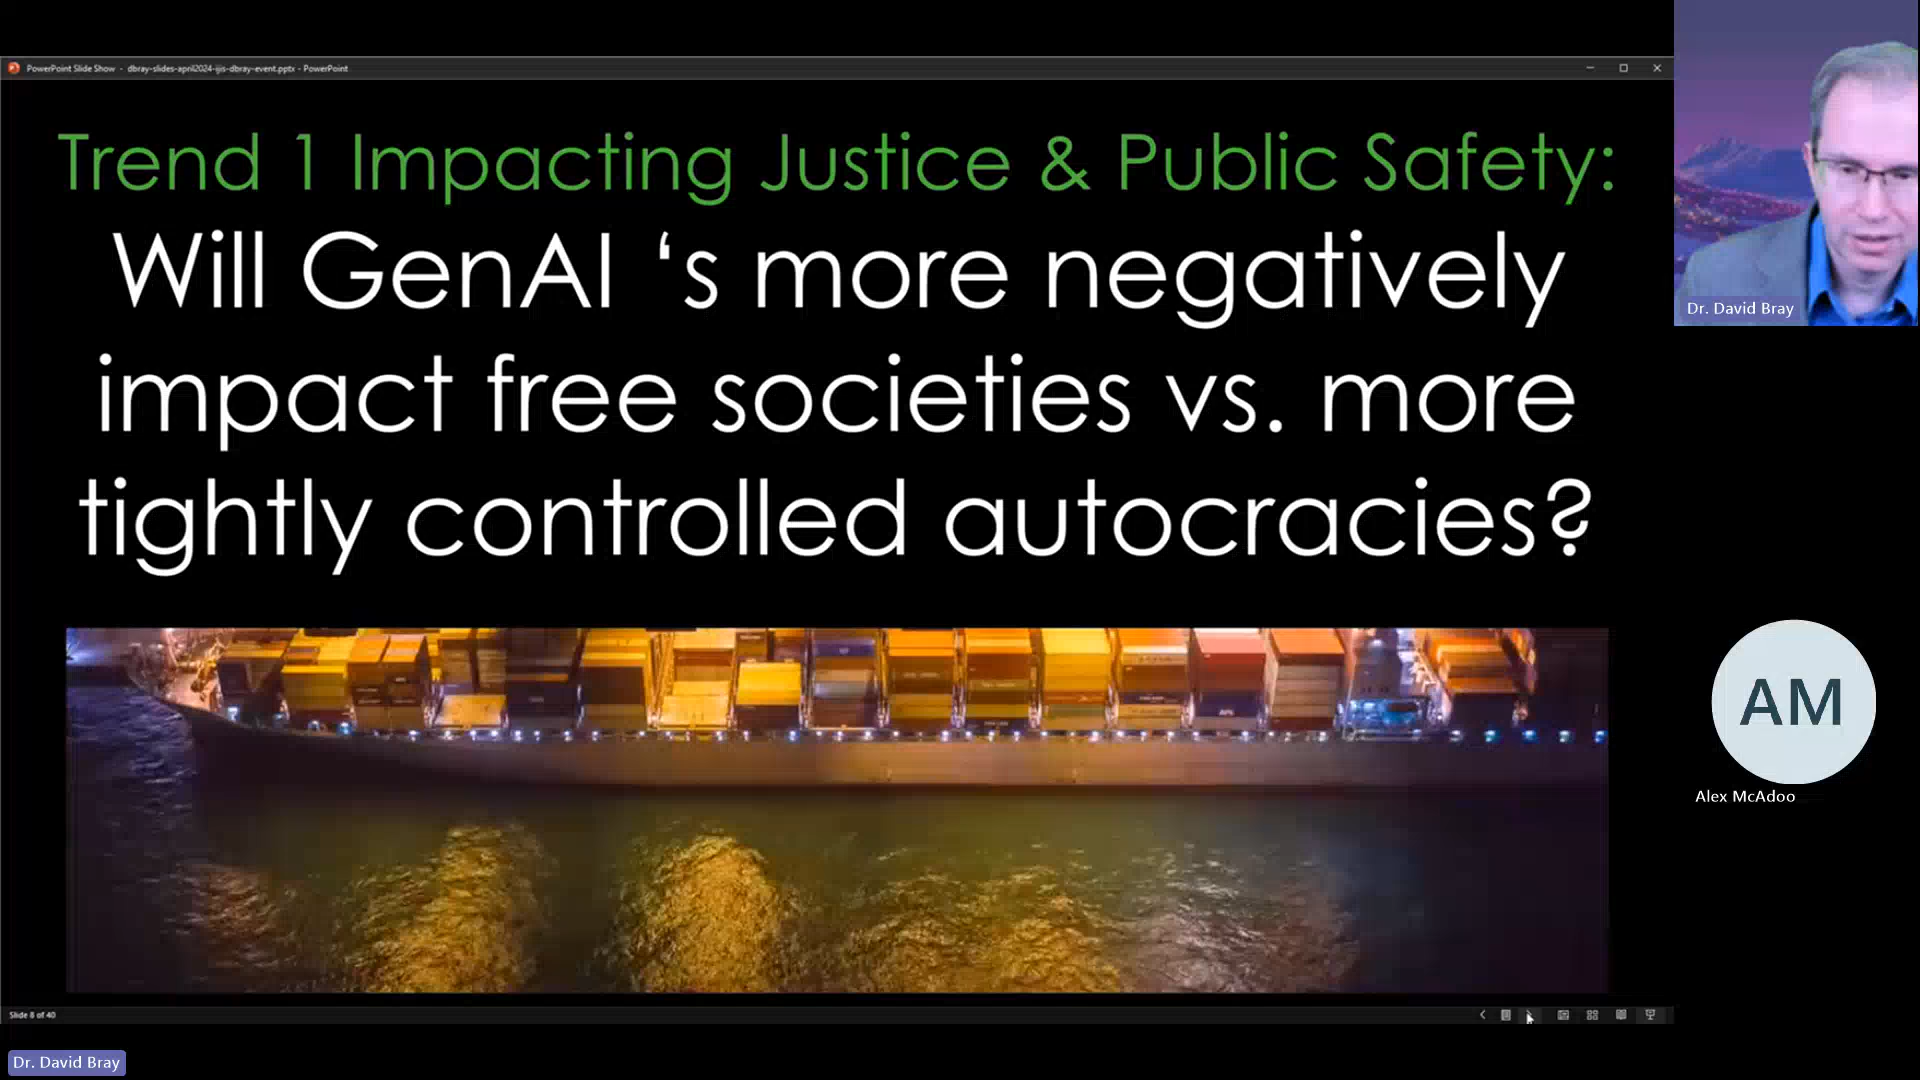 PowerPoint Slide Show - dbray-slides-april2024-ijis-dbray-event.pptx - PowerPoint
Trend 1 Impacting Justice & Public Safety:
Will GenAI ‘s more negatively
impact free societies vs. more
tightly controlled autocracies?
Dr. David Bray
AM
Alex McAdoo
Slide 8 of 40
Dr. David Bray